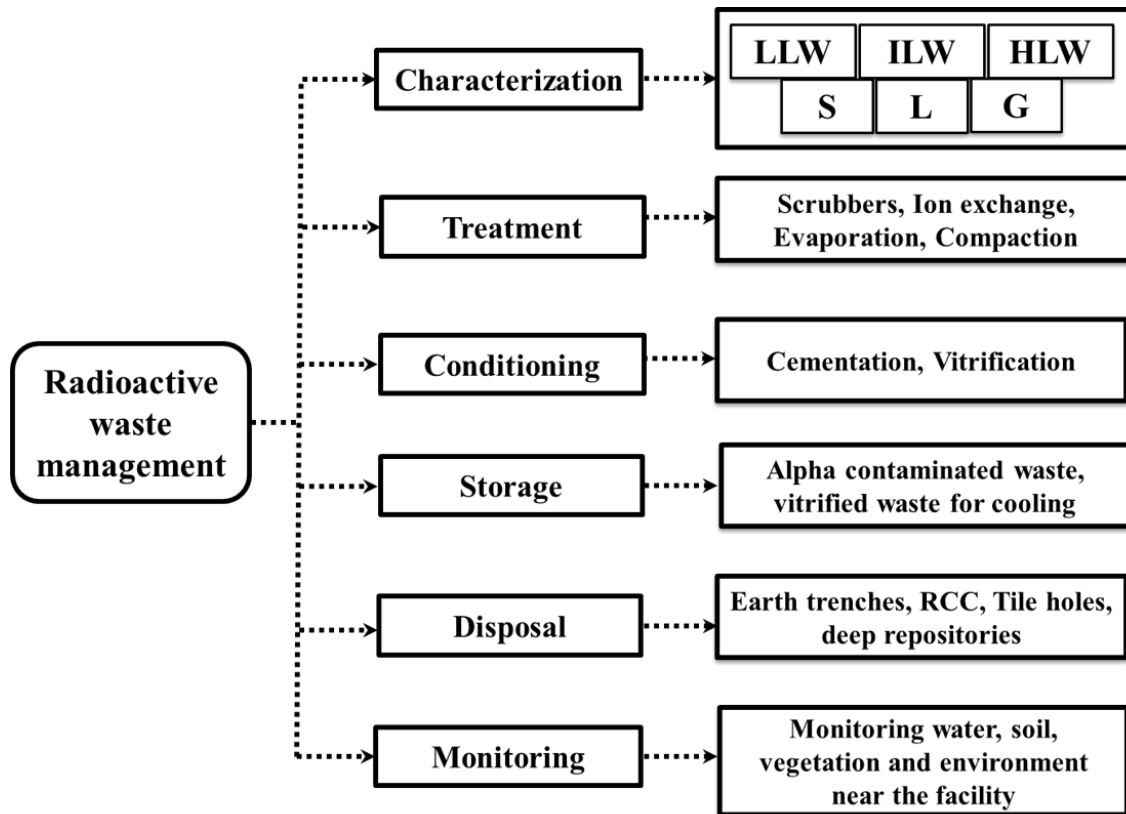 Radioactive
waste
management
Characterization
LLW ILW HLW
S L G
Treatment
Scrubbers, Ion exchange,
Evaporation, Compaction
Conditioning
Cementation, Vitrification
Storage
Alpha contaminated waste,
vitrified waste for cooling
Disposal
Earth trenches, RCC, Tile holes,
deep repositories
Monitoring
Monitoring water, soil,
vegetation and environment
near the facility